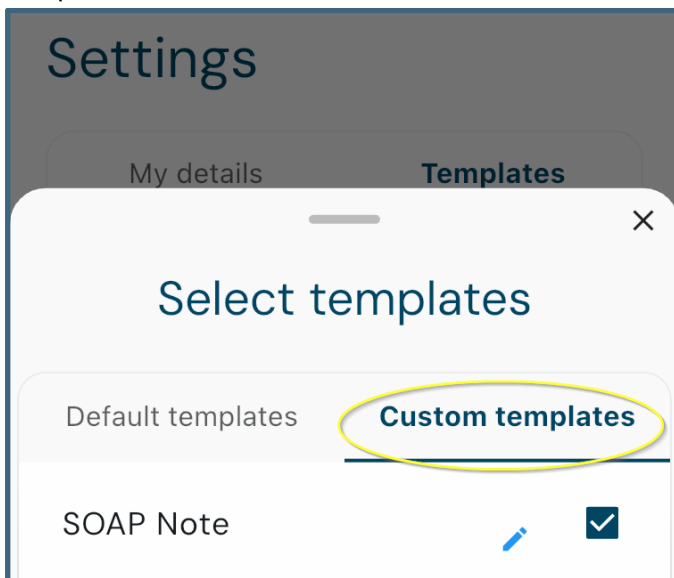 Settings
My details Templates
Select templates
Default templates Custom templates
SOAP Note